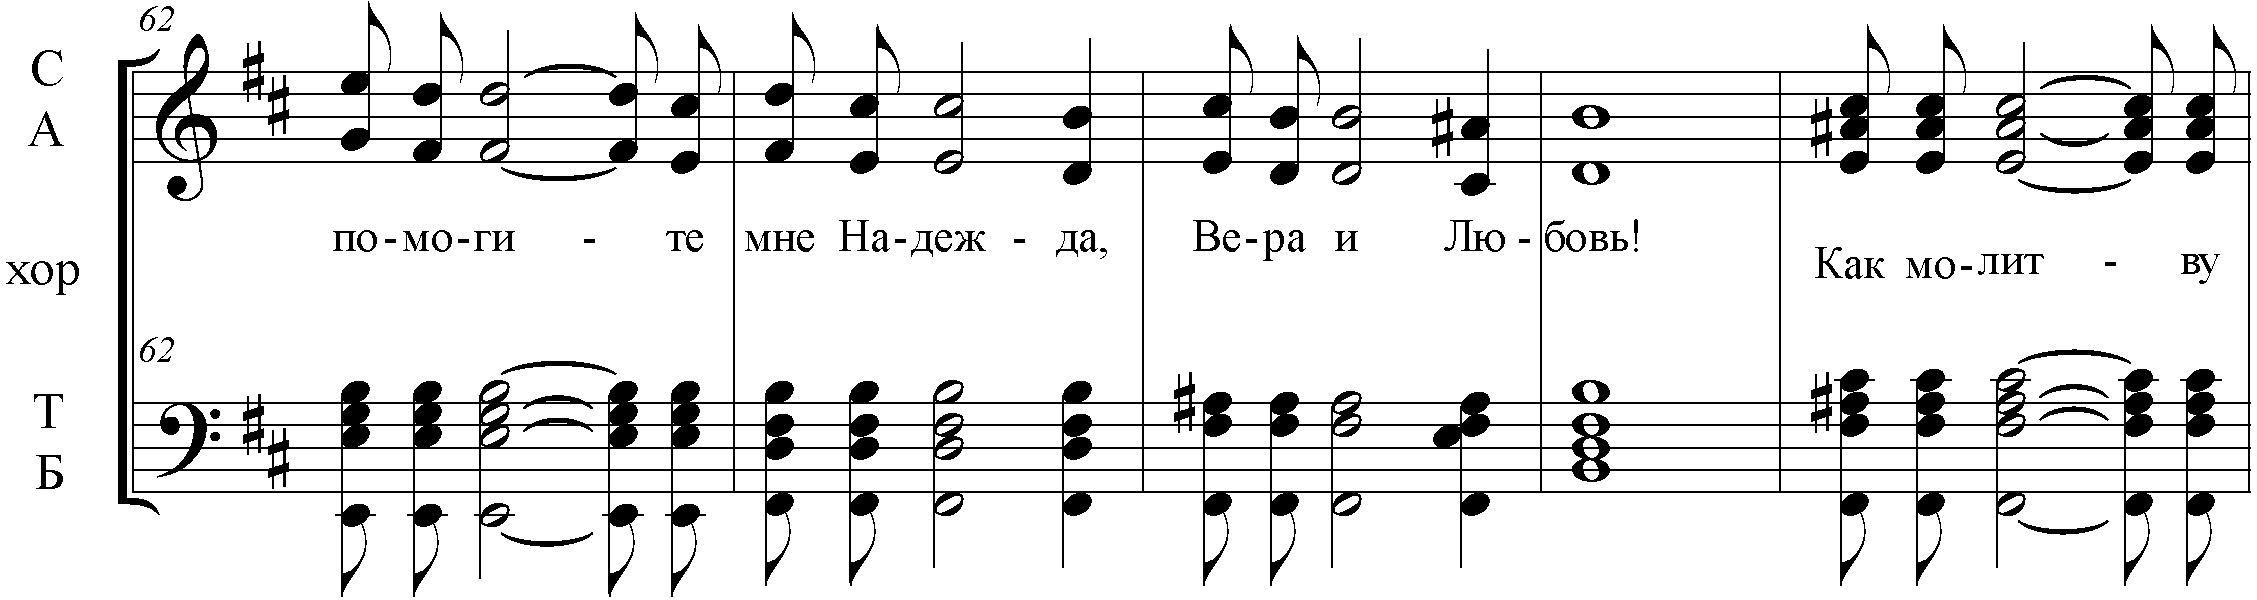 62
С
А
по-мо-ги - те мне На-деж - да, Ве-ра и Лю-бовь!
Как мо-лит - ву
хор
62
Т
Б